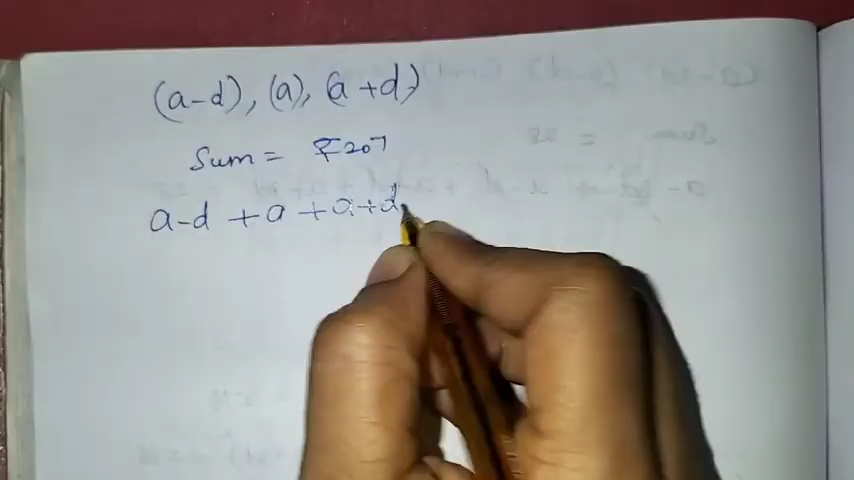 (a-d), (a), (a+d)
Sum = ₹207
a-d + a + a+d